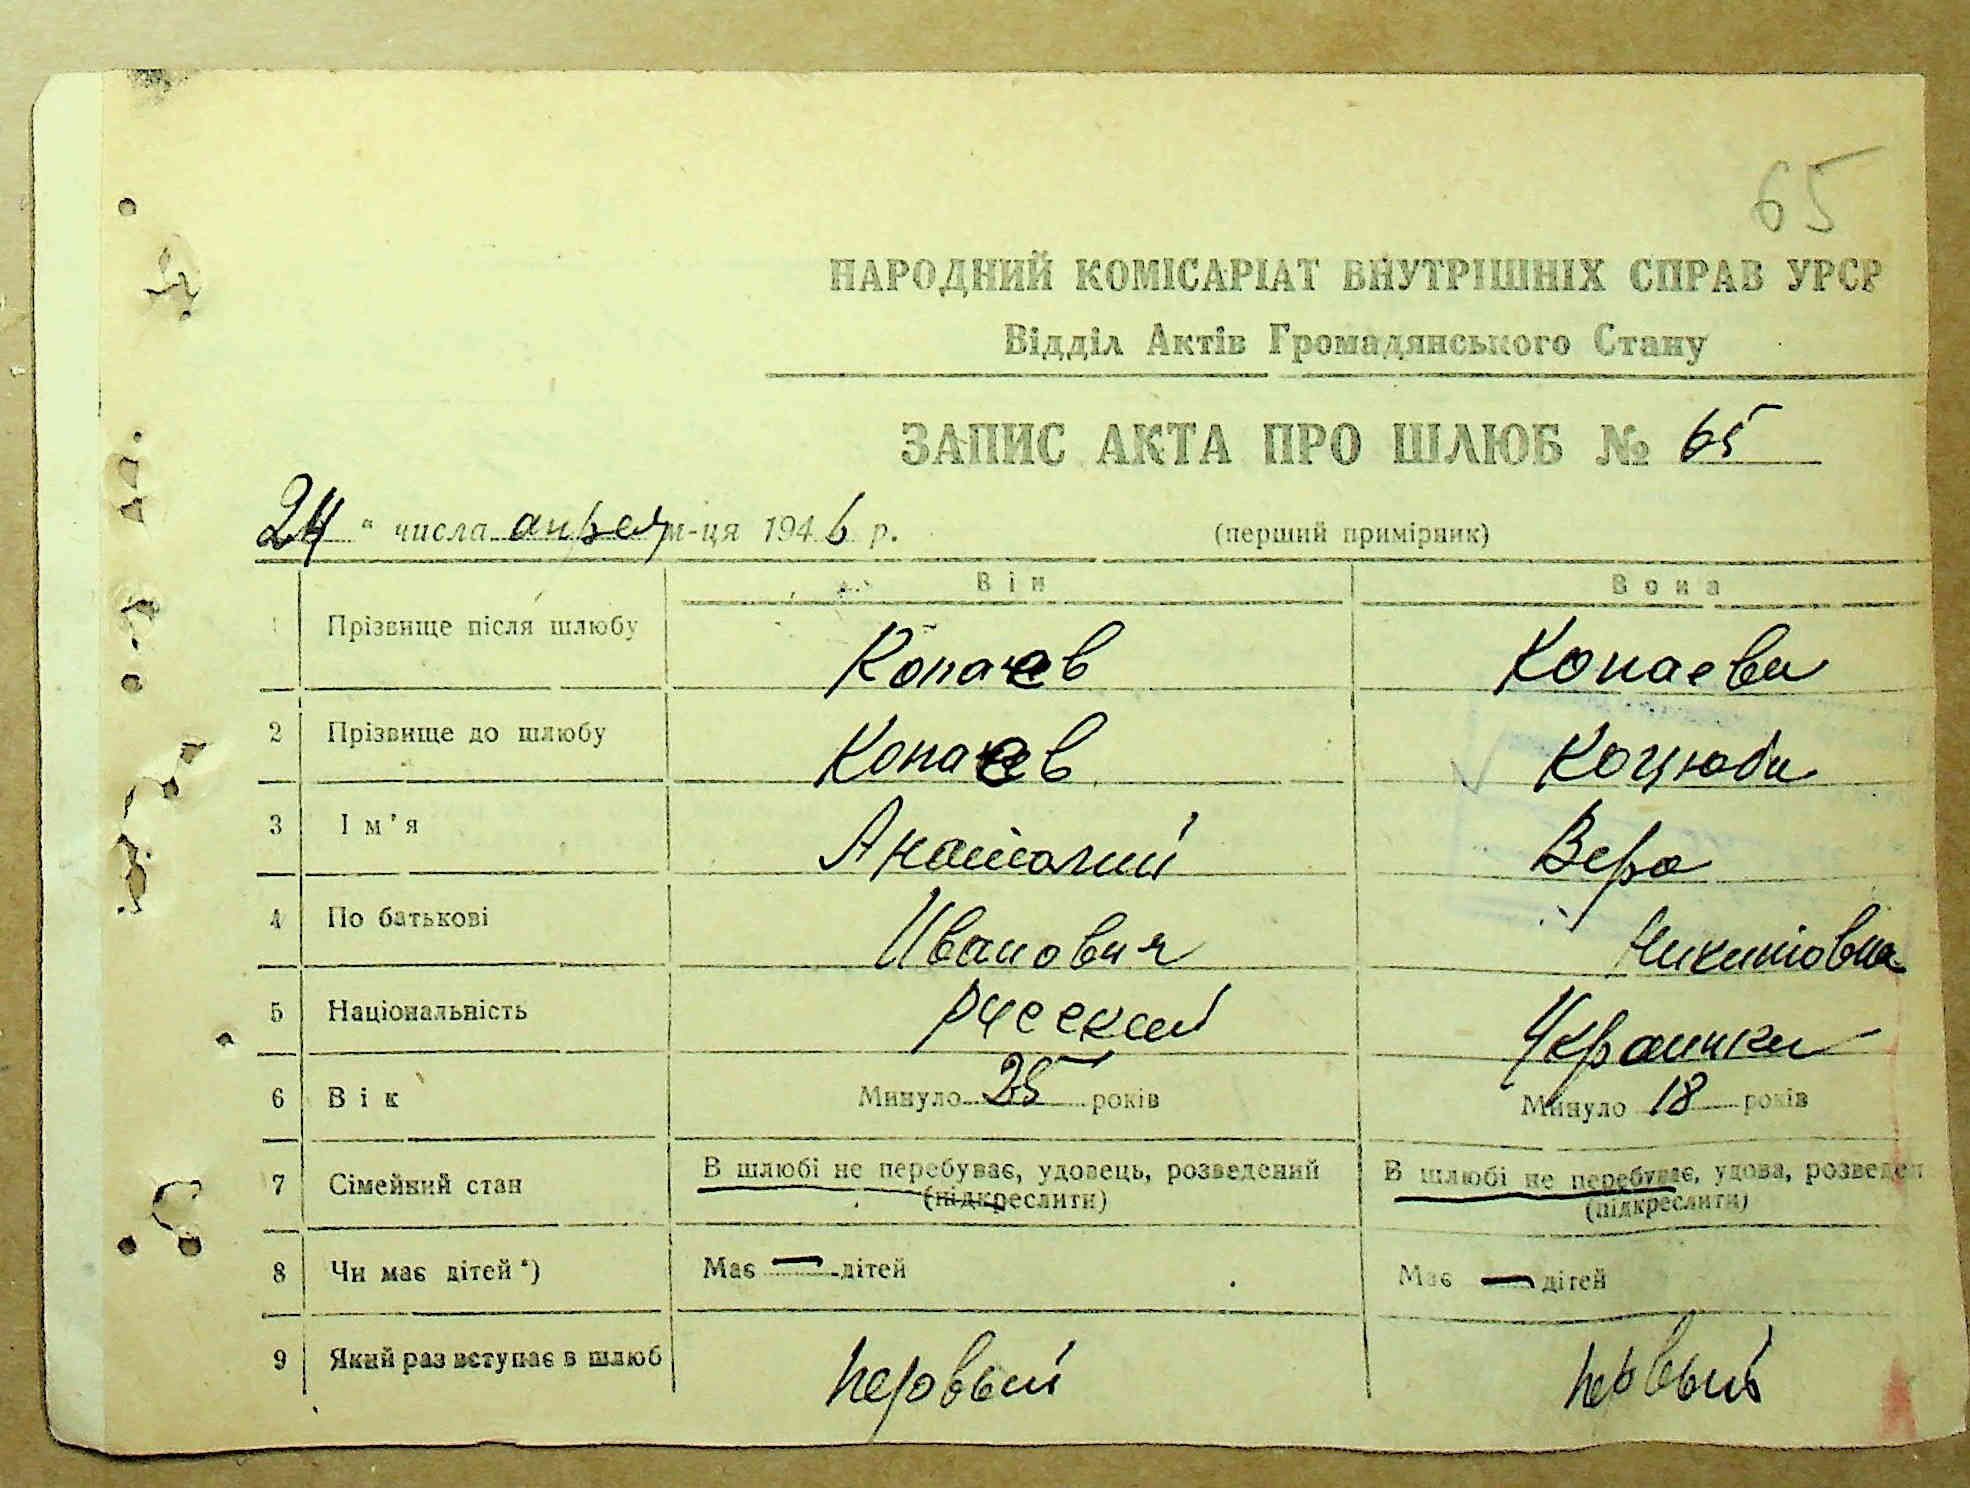 65
НАРОДНИЙ КОМІСАРІАТ ВНУТРІШНІХ СПРАВ УРСР
Відділ Актів Громадянського Стану
ЗАПИС АКТА ПРО ШЛЮБ № 65
24 " числа апреля м-ця 1946 р. (перший примірник)
Він Вона
1 Прізвище після шлюбу Копаев Копаева
2 Прізвище до шлюбу Копаев Коцюба
3 Ім'я Анатолий Вера
4 По батькові Иванович Никитовна
5 Національність русский Украинка
6 Вік Минуло 25 років Минуло 18 років
7 Сімейний стан В шлюбі не перебуває, удовець, розведений В шлюбі не перебуває, удова, розведен
(підкреслити) (підкреслити)
8 Чи має дітей *) Має — дітей Має — дітей
9 Який раз вступає в шлюб первый первый